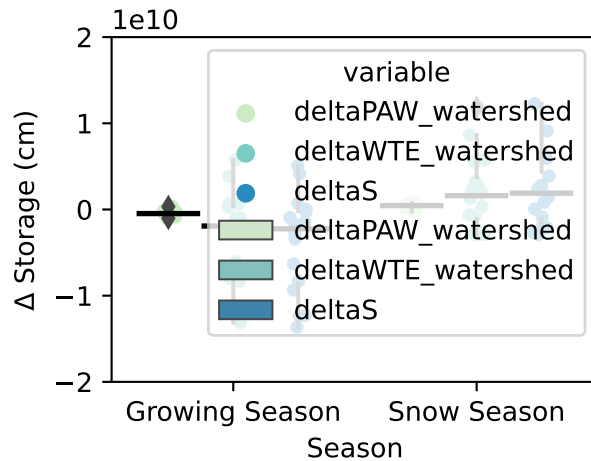 1e10
2
1
0
−1
−2
Δ Storage (cm)
variable
deltaPAW_watershed
deltaWTE_watershed
deltaS
deltaPAW_watershed
deltaWTE_watershed
deltaS
Growing Season
Snow Season
Season